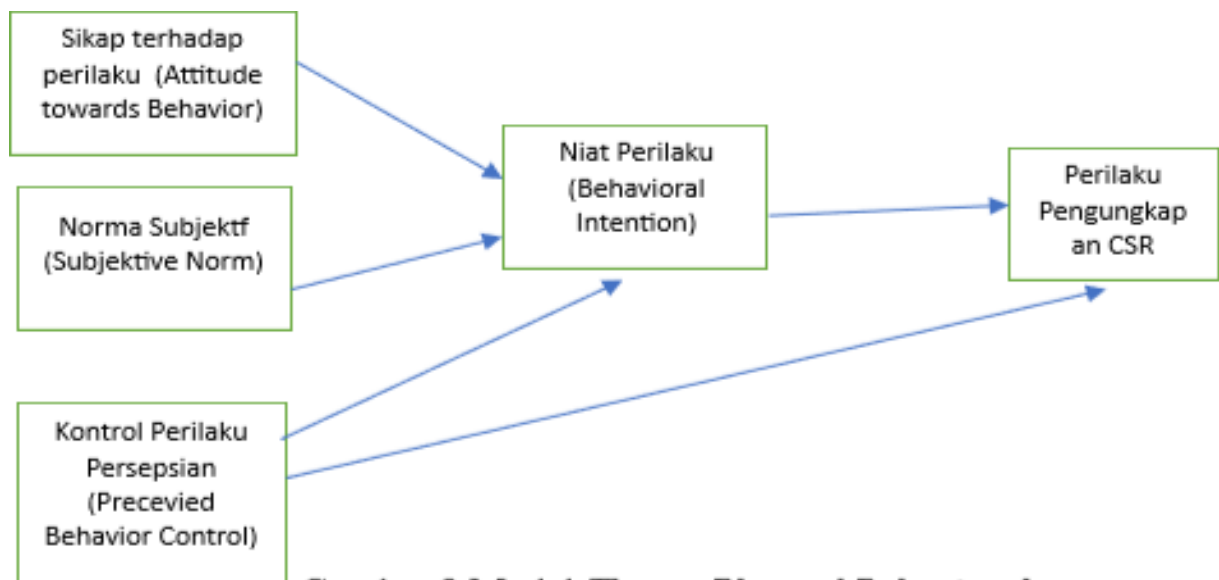 Sikap terhadap
perilaku (Attitude
towards Behavior)
Norma Subjektf
(Subjektive Norm)
Kontrol Perilaku
Persepsian
(Precevied
Behavior Control)
Niat Perilaku
(Behavioral
Intention)
Perilaku
Pengungkap
an CSR